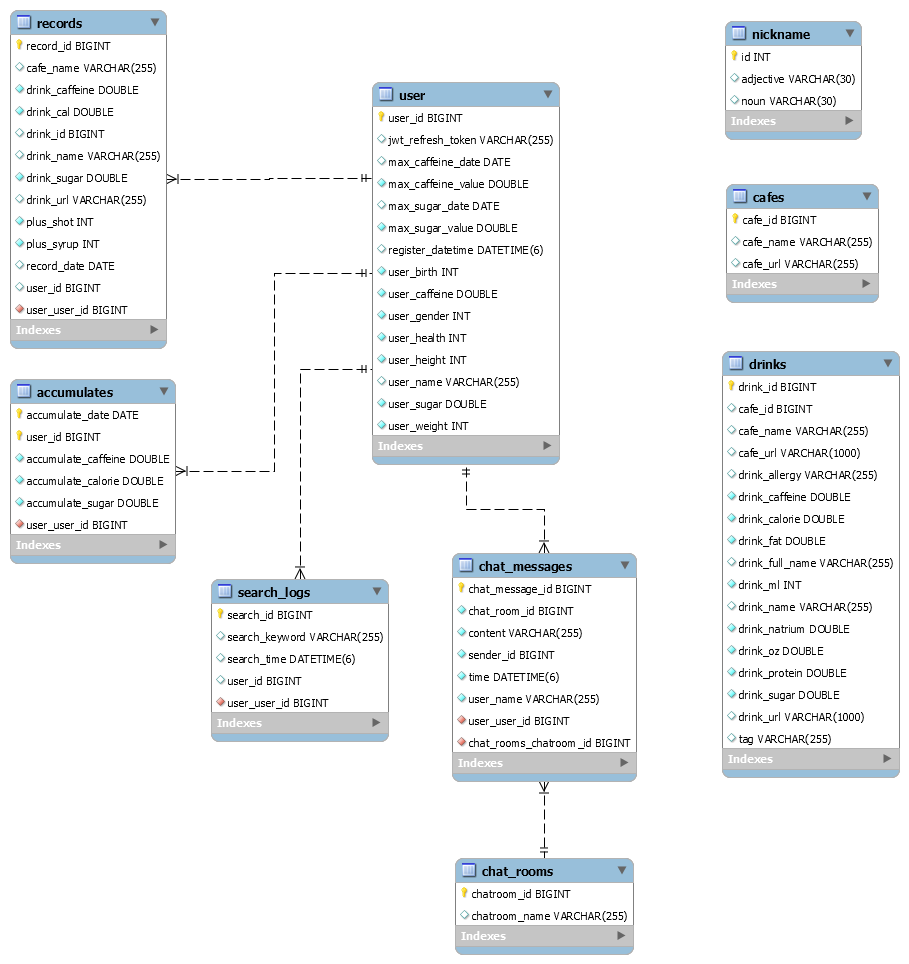 records
record_id BIGINT
cafe_name VARCHAR(255)
drink_caffeine DOUBLE
drink_cal DOUBLE
drink_id BIGINT
drink_name VARCHAR(255)
drink_sugar DOUBLE
drink_url VARCHAR(255)
plus_shot INT
plus_syrup INT
record_date DATE
user_id BIGINT
user_user_id BIGINT
Indexes
accumulates
accumulate_date DATE
user_id BIGINT
accumulate_caffeine DOUBLE
accumulate_calorie DOUBLE
accumulate_sugar DOUBLE
user_user_id BIGINT
Indexes
user
user_id BIGINT
jwt_refresh_token VARCHAR(255)
max_caffeine_date DATE
max_caffeine_value DOUBLE
max_sugar_date DATE
max_sugar_value DOUBLE
register_datetime DATETIME(6)
user_birth INT
user_caffeine DOUBLE
user_gender INT
user_health INT
user_height INT
user_name VARCHAR(255)
user_sugar DOUBLE
user_weight INT
Indexes
search_logs
search_id BIGINT
search_keyword VARCHAR(255)
search_time DATETIME(6)
user_id BIGINT
user_user_id BIGINT
Indexes
chat_messages
chat_message_id BIGINT
chat_room_id BIGINT
content VARCHAR(255)
sender_id BIGINT
time DATETIME(6)
user_name VARCHAR(255)
user_user_id BIGINT
chat_rooms_chatroom_id BIGINT
Indexes
chat_rooms
chatroom_id BIGINT
chatroom_name VARCHAR(255)
Indexes
nickname
id INT
adjective VARCHAR(30)
noun VARCHAR(30)
Indexes
cafes
cafe_id BIGINT
cafe_name VARCHAR(255)
cafe_url VARCHAR(255)
Indexes
drinks
drink_id BIGINT
cafe_id BIGINT
cafe_name VARCHAR(255)
cafe_url VARCHAR(1000)
drink_allergy VARCHAR(255)
drink_caffeine DOUBLE
drink_calorie DOUBLE
drink_fat DOUBLE
drink_full_name VARCHAR(255)
drink_ml INT
drink_name VARCHAR(255)
drink_natrium DOUBLE
drink_oz DOUBLE
drink_protein DOUBLE
drink_sugar DOUBLE
drink_url VARCHAR(1000)
tag VARCHAR(255)
Indexes